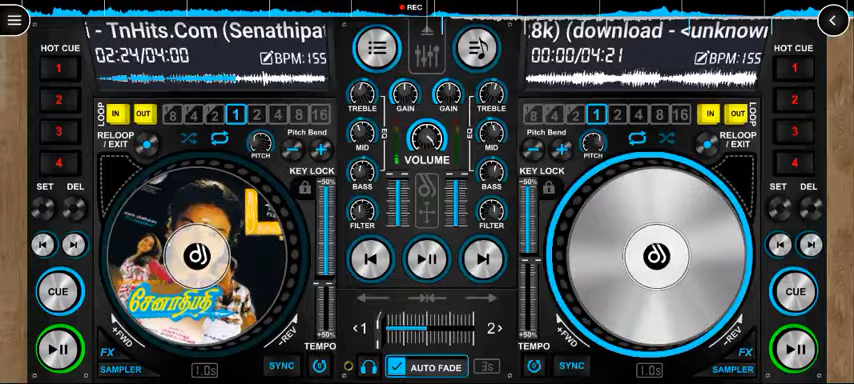 REC
i - TnHits.Com (Senathipat
02:24/04:00
BPM:155
8k) (download - <unknown
00:00/04:21
BPM:155
HOT CUE
1
2
3
4
SET
DEL
CUE
LOOP
IN
OUT
8
4
2
1
2
4
8
16
RELOOP
/ EXIT
Pitch Bend
PITCH
KEY LOCK
-50%
+50%
TEMPO
சேனாதிபதி
+FWD
-REV
FX
SAMPLER
1.0s
SYNC
TREBLE
GAIN
GAIN
TREBLE
MID
EQ
VOLUME
EQ
MID
BASS
BASS
FILTER
FILTER
<1
2>
AUTO FADE
3s
8
4
2
1
2
4
8
16
IN
OUT
LOOP
Pitch Bend
PITCH
RELOOP
/ EXIT
KEY LOCK
-50%
+50%
TEMPO
+FWD
-REV
SYNC
1.0s
FX
SAMPLER
HOT CUE
1
2
3
4
SET
DEL
CUE